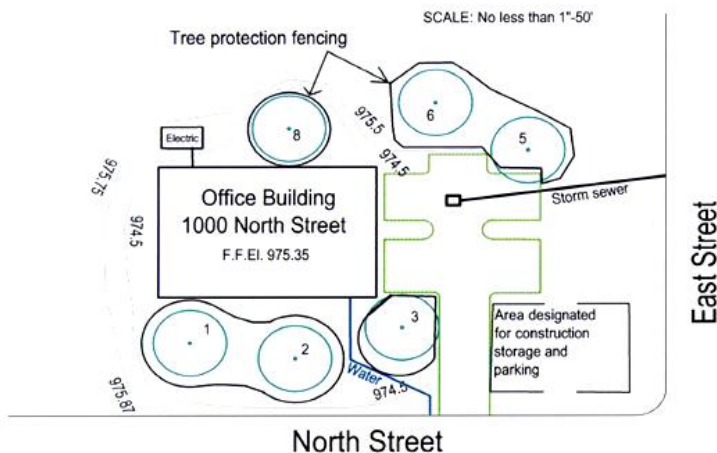 SCALE: No less than 1"-50'
Tree protection fencing
6
5
8
975.5
974.5
Electric
975.75
974.5
Office Building
1000 North Street
F.F.El. 975.35
Storm sewer
East Street
1
2
3
Area designated
for construction
storage and
parking
Water
974.5
975.87
North Street